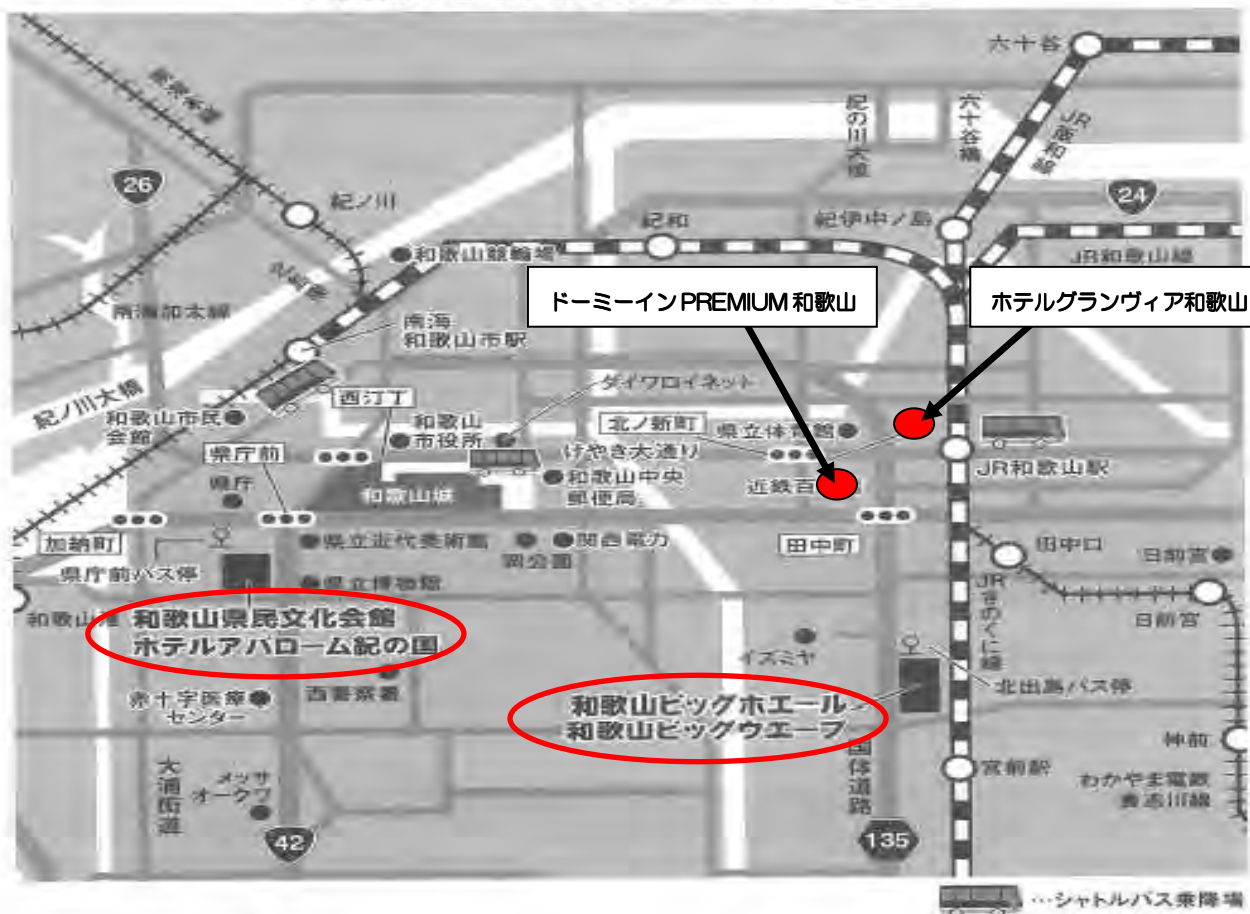 六十谷
南海本線
紀の川大橋
六十谷橋
JR阪和線
26
24
紀ノ川
紀和
紀伊中ノ島
和歌山競輪場
JR和歌山線
北島橋
ドーミーイン PREMIUM 和歌山
ホテルグランヴィア和歌山
南海加太線
南海
和歌山市駅
紀ノ川大橋
ダイワロイネット
西汀丁
和歌山市民
会館
和歌山
市役所
北ノ新町
県立体育館
県庁前
けやき大通り
JR和歌山駅
県庁
和歌山城
和歌山中央
郵便局
近鉄百
加納町
県立近代美術館
岡公園
関西電力
田中町
田中口
日前宮
県庁前バス停
県立博物館
JRきのくに線
日前宮
和歌山港
和歌山県民文化会館
ホテルアバローム紀の国
イズミヤ
赤十字医療
センター
西警察署
北出島バス停
和歌山ビッグホエール
和歌山ビッグウエーブ
神前
大浦街道
メッサ
オークワ
国体道路
宮前駅
わかやま電鉄
貴志川線
42
135
…シャトルバス乗降場